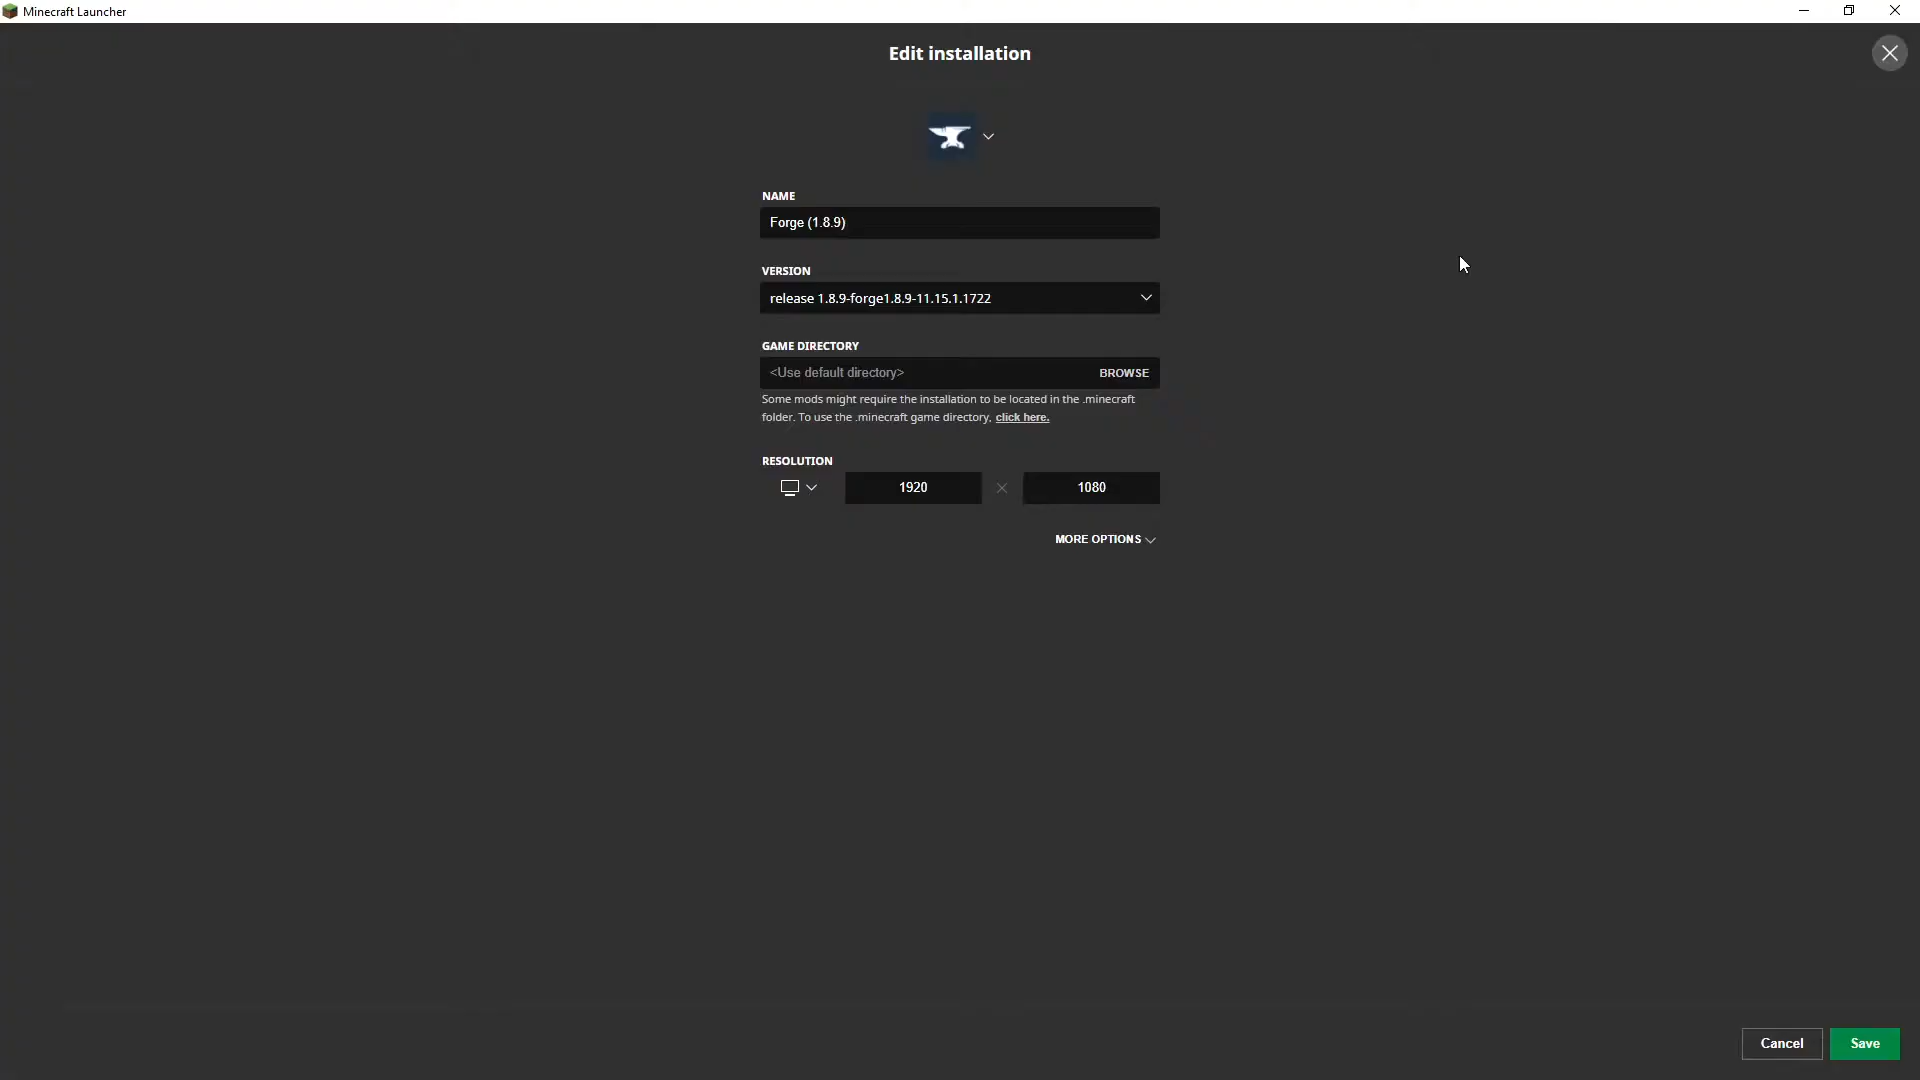 Minecraft Launcher
Edit installation
NAME
Forge (1.8.9)
VERSION
release 1.8.9-forge1.8.9-11.15.1.1722
GAME DIRECTORY
<Use default directory> BROWSE
Some mods might require the installation to be located in the .minecraft
folder. To use the .minecraft game directory, click here.
RESOLUTION
1920 × 1080
MORE OPTIONS
Cancel Save